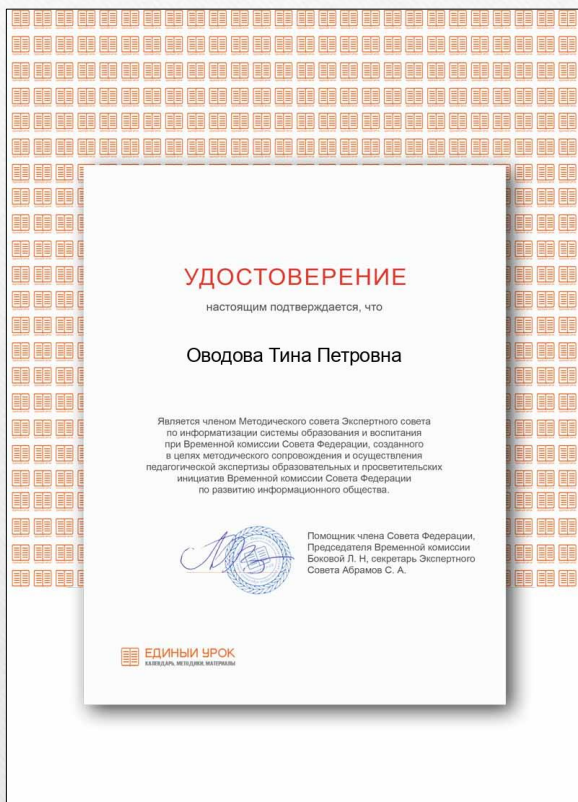 УДОСТОВЕРЕНИЕ
настоящим подтверждается, что
Оводова Тина Петровна
Является членом Методического совета Экспертного совета
по информатизации системы образования и воспитания
при Временной комиссии Совета Федерации, созданного
в целях методического сопровождения и осуществления
педагогической экспертизы образовательных и просветительских
инициатив Временной комиссии Совета Федерации
по развитию информационного общества.
Помощник члена Совета Федерации,
Председателя Временной комиссии
Боковой Л. Н, секретарь Экспертного
Совета Абрамов С. А.
ЕДИНЫЙ УРОК
КАЛЕНДАРЬ, МЕТОДИКИ, МАТЕРИАЛЫ